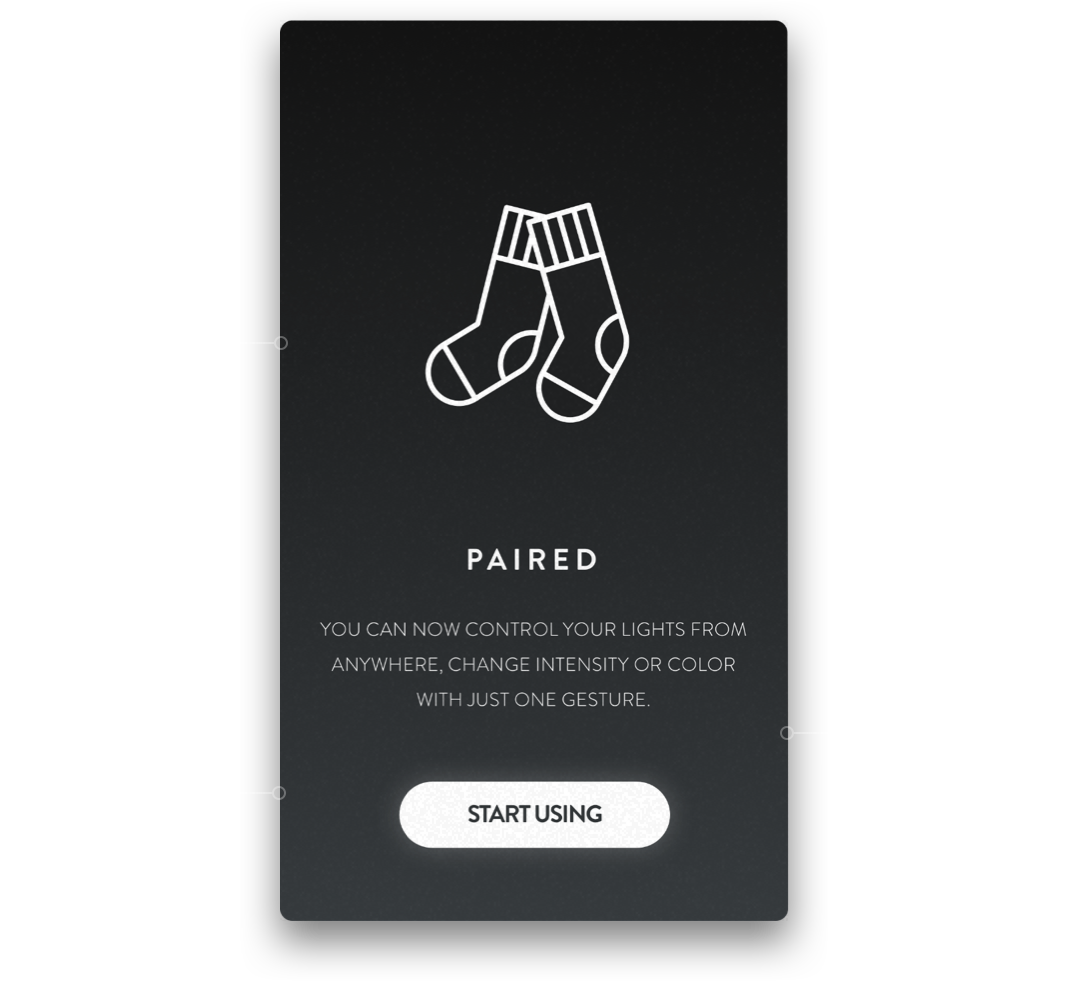 PAIRED
YOU CAN NOW CONTROL YOUR LIGHTS FROM
ANYWHERE, CHANGE INTENSITY OR COLOR
WITH JUST ONE GESTURE.
START USING